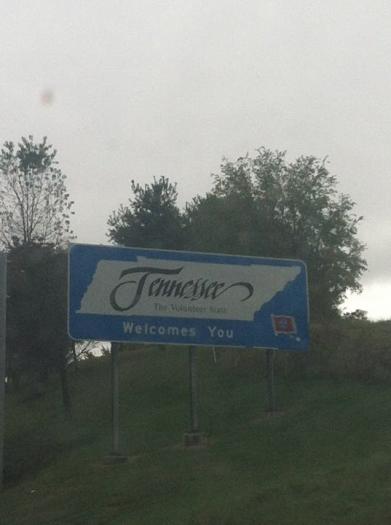 Tennessee
The Volunteer State
Welcomes You